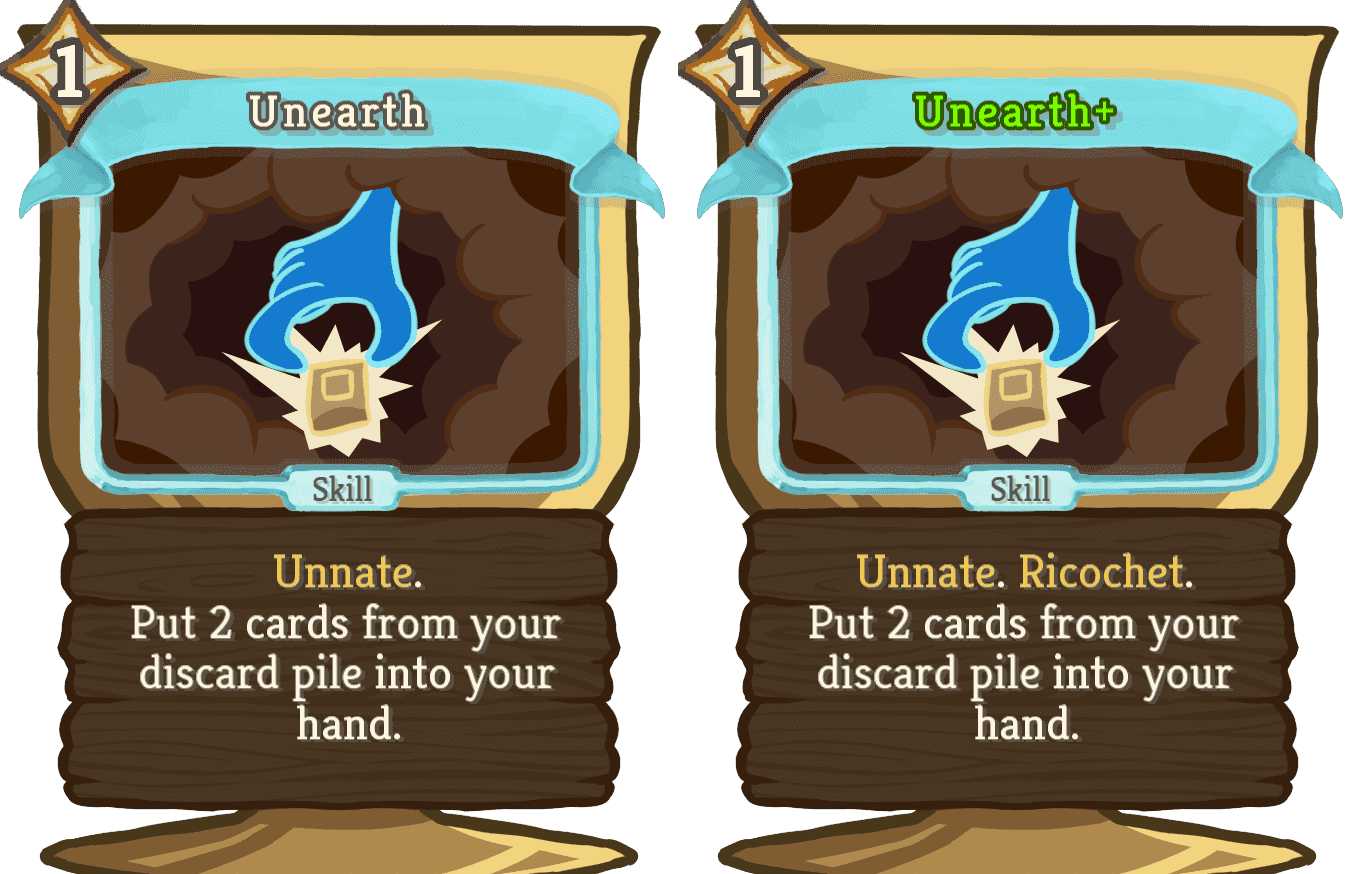 1
Unearth
Skill
Unnate.
Put 2 cards from your
discard pile into your
hand.
1
Unearth+
Skill
Unnate. Ricochet.
Put 2 cards from your
discard pile into your
hand.